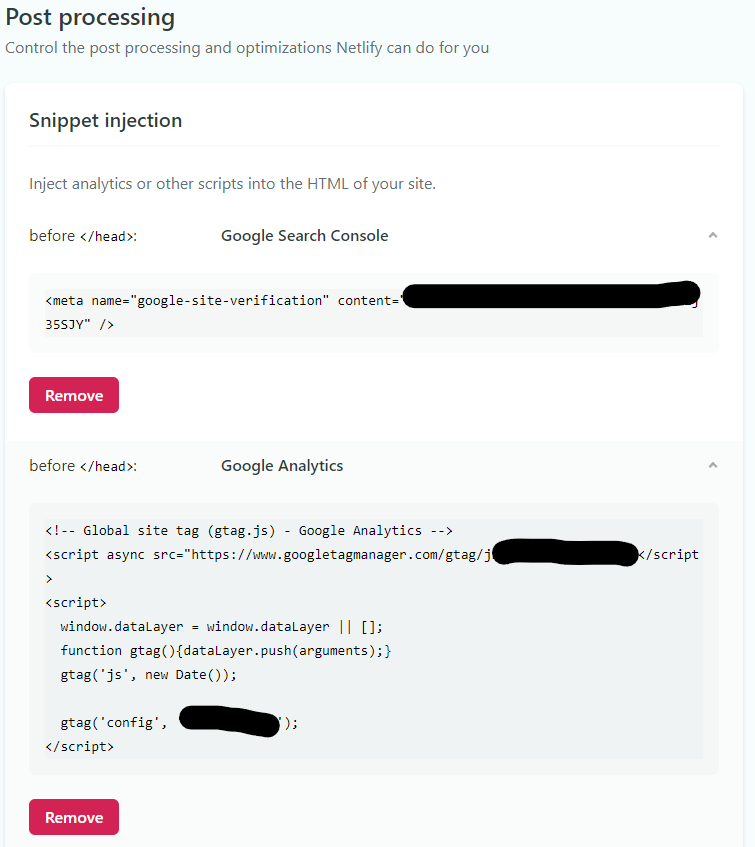 Post processing
Control the post processing and optimizations Netlify can do for you
Snippet injection
Inject analytics or other scripts into the HTML of your site.
before </head>: Google Search Console
<meta name="google-site-verification" content="
35SJY" />
Remove
before </head>: Google Analytics
<!-- Global site tag (gtag.js) - Google Analytics -->
<script async src="https://www.googletagmanager.com/gtag/j </script
>
<script>
window.dataLayer = window.dataLayer || [];
function gtag(){dataLayer.push(arguments);}
gtag('js', new Date());
gtag('config', ');
</script>
Remove